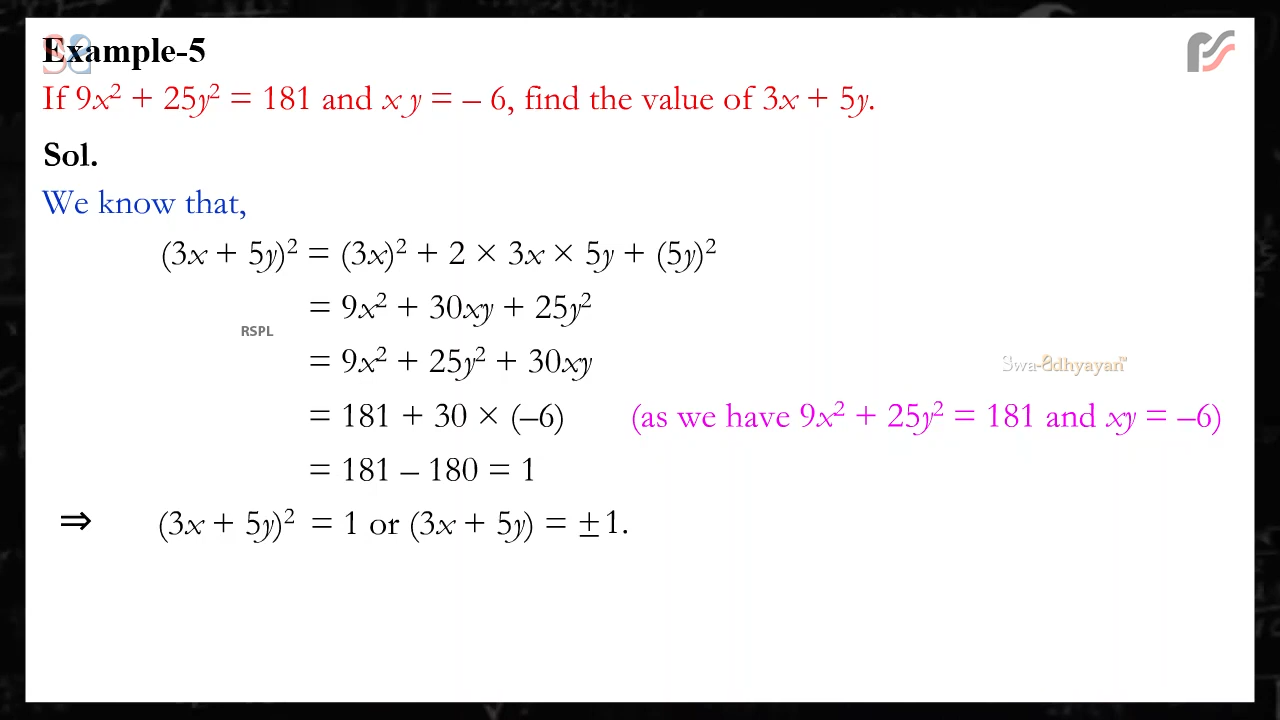 Example-5
If 9x² + 25y² = 181 and x y = – 6, find the value of 3x + 5y.
Sol.
We know that,
(3x + 5y)² = (3x)² + 2 × 3x × 5y + (5y)²
= 9x² + 30xy + 25y²
RSPL
= 9x² + 25y² + 30xy
Swa-adhyayan™
= 181 + 30 × (–6) (as we have 9x² + 25y² = 181 and xy = –6)
= 181 – 180 = 1
⇒ (3x + 5y)² = 1 or (3x + 5y) = ±1.